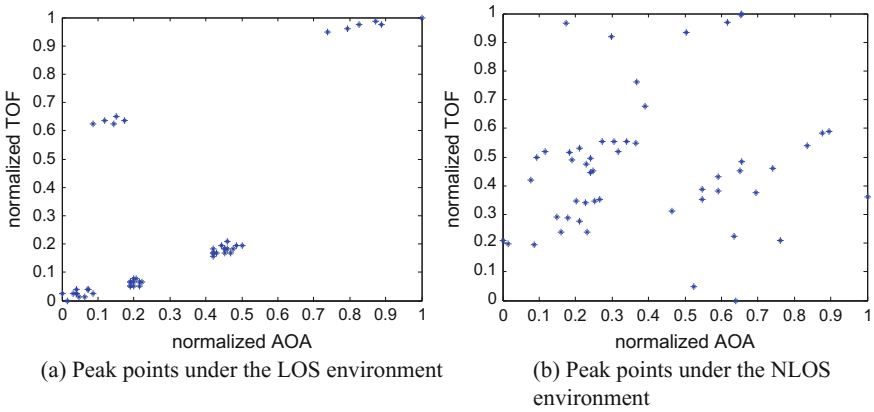 1
0.9
0.8
0.7
0.6
0.5
0.4
0.3
0.2
0.1
0
normalized TOF
0 0.1 0.2 0.3 0.4 0.5 0.6 0.7 0.8 0.9 1
normalized AOA
(a) Peak points under the LOS environment
1
0.9
0.8
0.7
0.6
0.5
0.4
0.3
0.2
0.1
0
normalized TOF
0 0.1 0.2 0.3 0.4 0.5 0.6 0.7 0.8 0.9 1
normalized AOA
(b) Peak points under the NLOS
environment